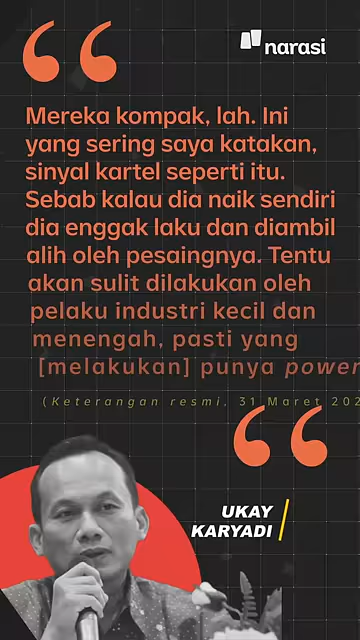 narasi
Mereka kompak, lah. Ini
yang sering saya katakan,
sinyal kartel seperti itu.
Sebab kalau dia naik sendiri
dia enggak laku dan diambil
alih oleh pesaingnya. Tentu
akan sulit dilakukan oleh
pelaku industri kecil dan
menengah, pasti yang
[melakukan] punya power
(Keterangan resmi, 31 Maret 202
UKAY
KARYADI